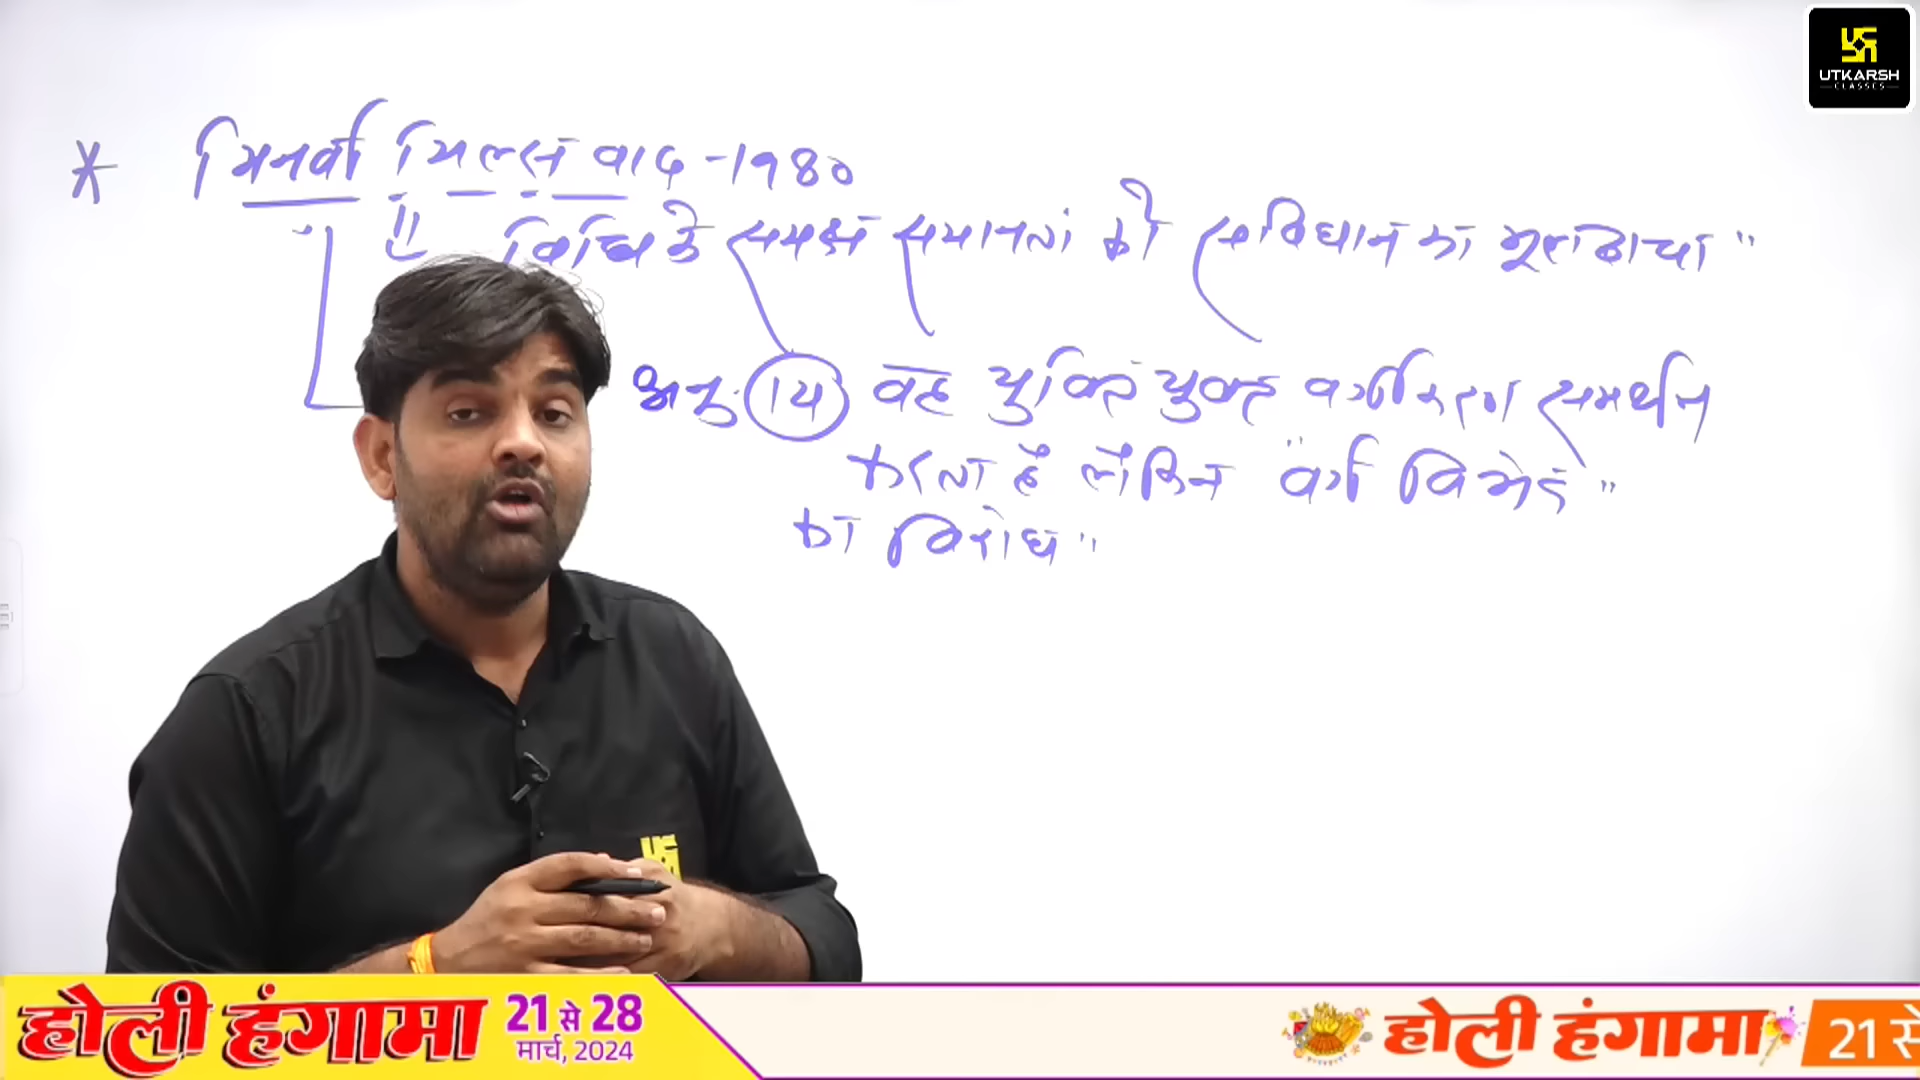 UTKARSH
CLASSES
* मिनर्वा मिल्स वाद -1980
विधि के समक्ष समानता को संविधान का मूल ढाचा "
अनु. 14 वह युक्ति युक्त वर्गीकरण समर्थन
करता है लेकिन "वर्ग विभेद"
का विरोध"
होली हंगामा 21 से 28
मार्च, 2024
होली हंगामा 21 से